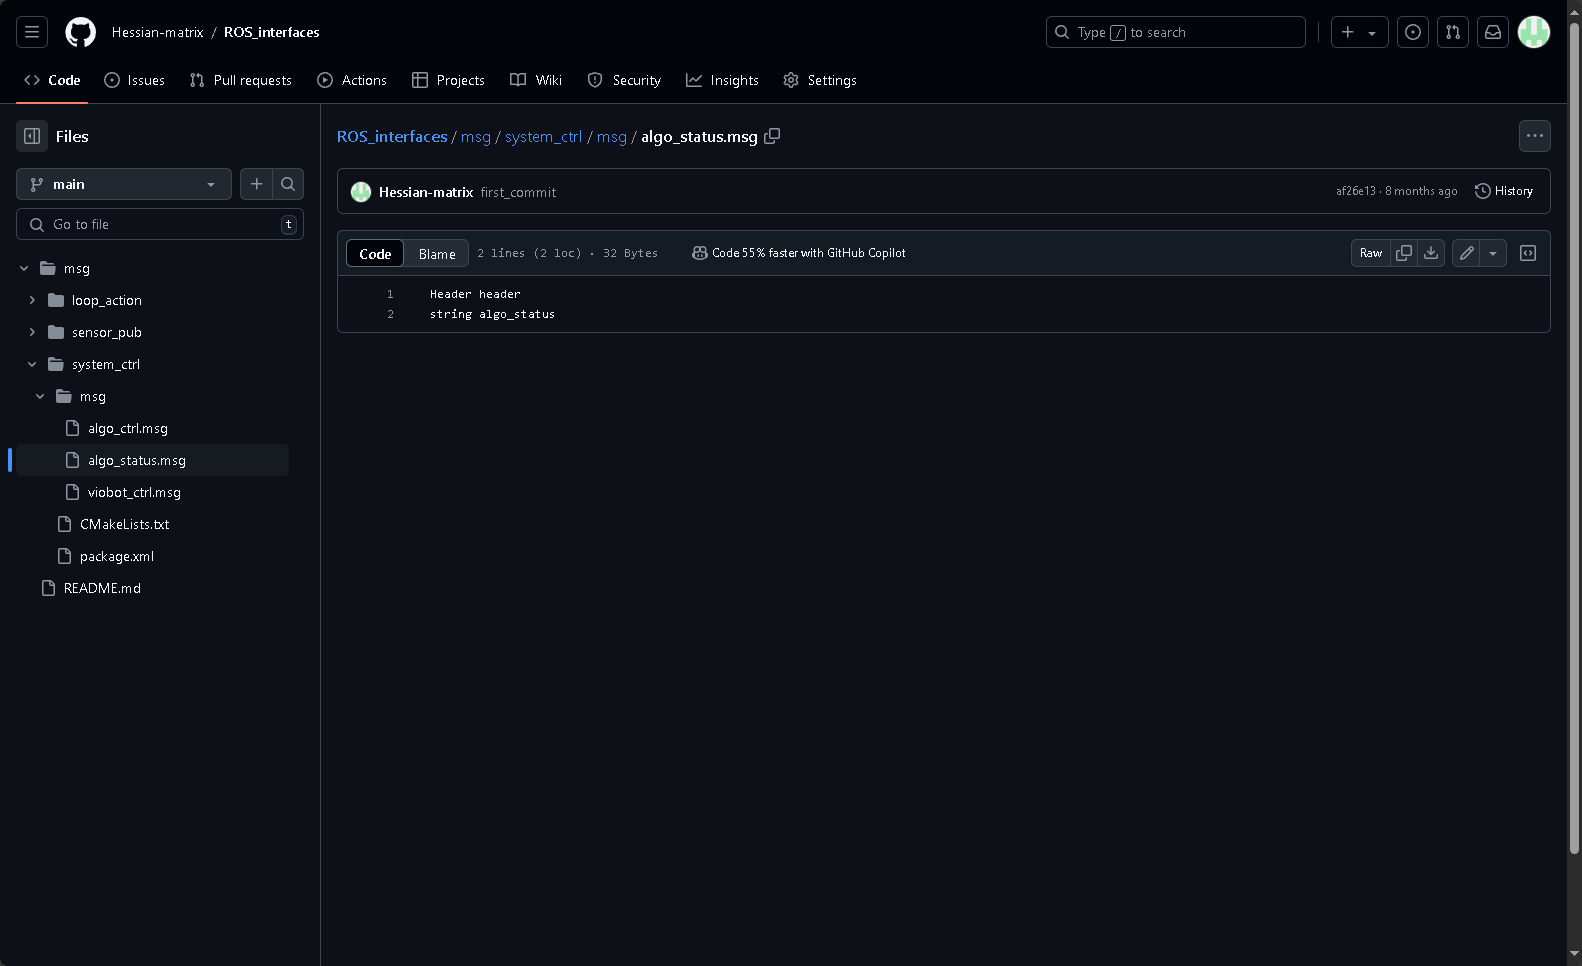 Hessian-matrix / ROS_interfaces
Type / to search
Code
Issues
Pull requests
Actions
Projects
Wiki
Security
Insights
Settings
Files
main
Go to file
t
msg
loop_action
sensor_pub
system_ctrl
msg
algo_ctrl.msg
algo_status.msg
viobot_ctrl.msg
CMakeLists.txt
package.xml
README.md
ROS_interfaces / msg / system_ctrl / msg / algo_status.msg
Hessian-matrix first_commit
af26e13 · 8 months ago
History
Code
Blame
2 lines (2 loc) · 32 Bytes
Code 55% faster with GitHub Copilot
Raw
1 Header header
2 string algo_status